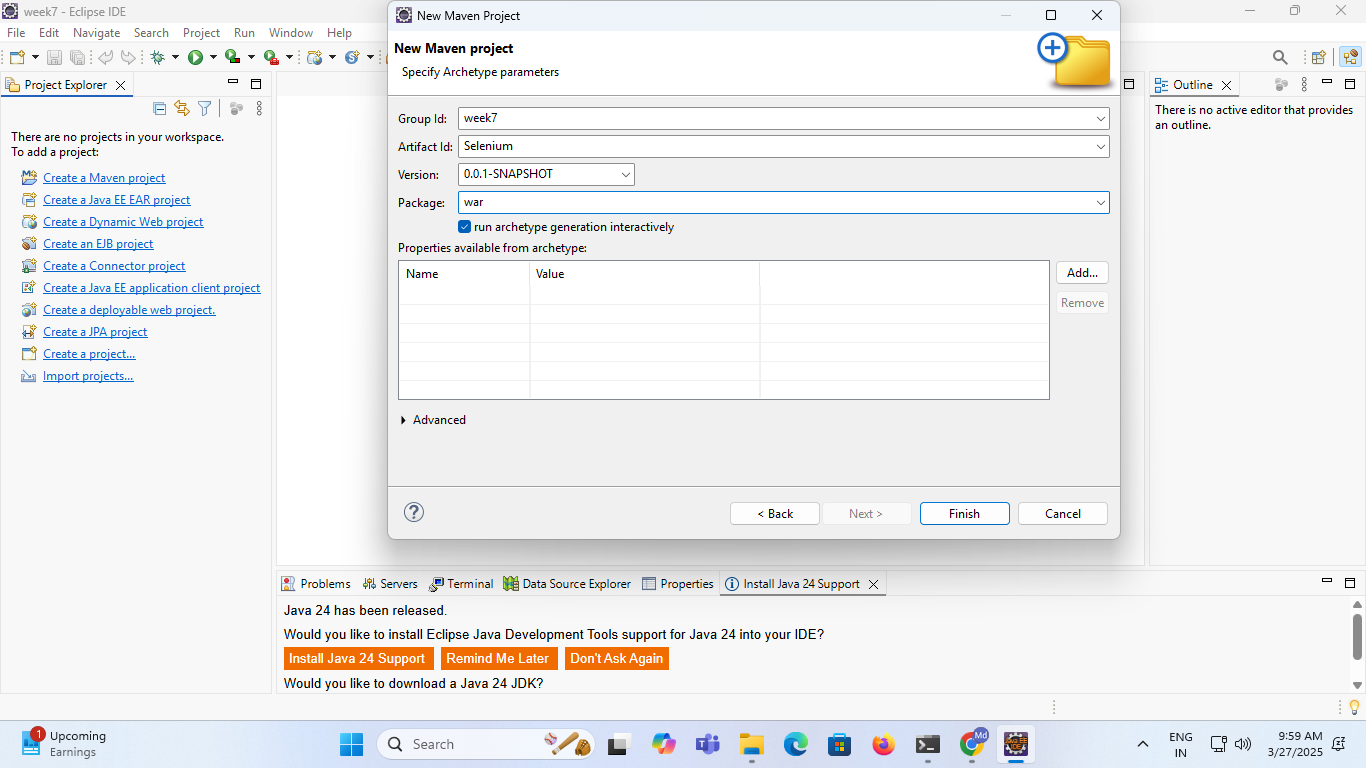 week7 - Eclipse IDE
File Edit Navigate Search Project Run Window Help
Project Explorer
There are no projects in your workspace.
To add a project:
Create a Maven project
Create a Java EE EAR project
Create a Dynamic Web project
Create an EJB project
Create a Connector project
Create a Java EE application client project
Create a deployable web project.
Create a JPA project
Create a project...
Import projects...
New Maven Project
New Maven project
Specify Archetype parameters
Group Id: week7
Artifact Id: Selenium
Version: 0.0.1-SNAPSHOT
Package: war
run archetype generation interactively
Properties available from archetype:
Name Value
Add...
Remove
Advanced
? < Back Next > Finish Cancel
Outline
There is no active editor that provides
an outline.
Problems Servers Terminal Data Source Explorer Properties Install Java 24 Support
Java 24 has been released.
Would you like to install Eclipse Java Development Tools support for Java 24 into your IDE?
Install Java 24 Support Remind Me Later Don't Ask Again
Would you like to download a Java 24 JDK?
1
Upcoming
Earnings
Search
Md
ENG
IN
9:59 AM
3/27/2025